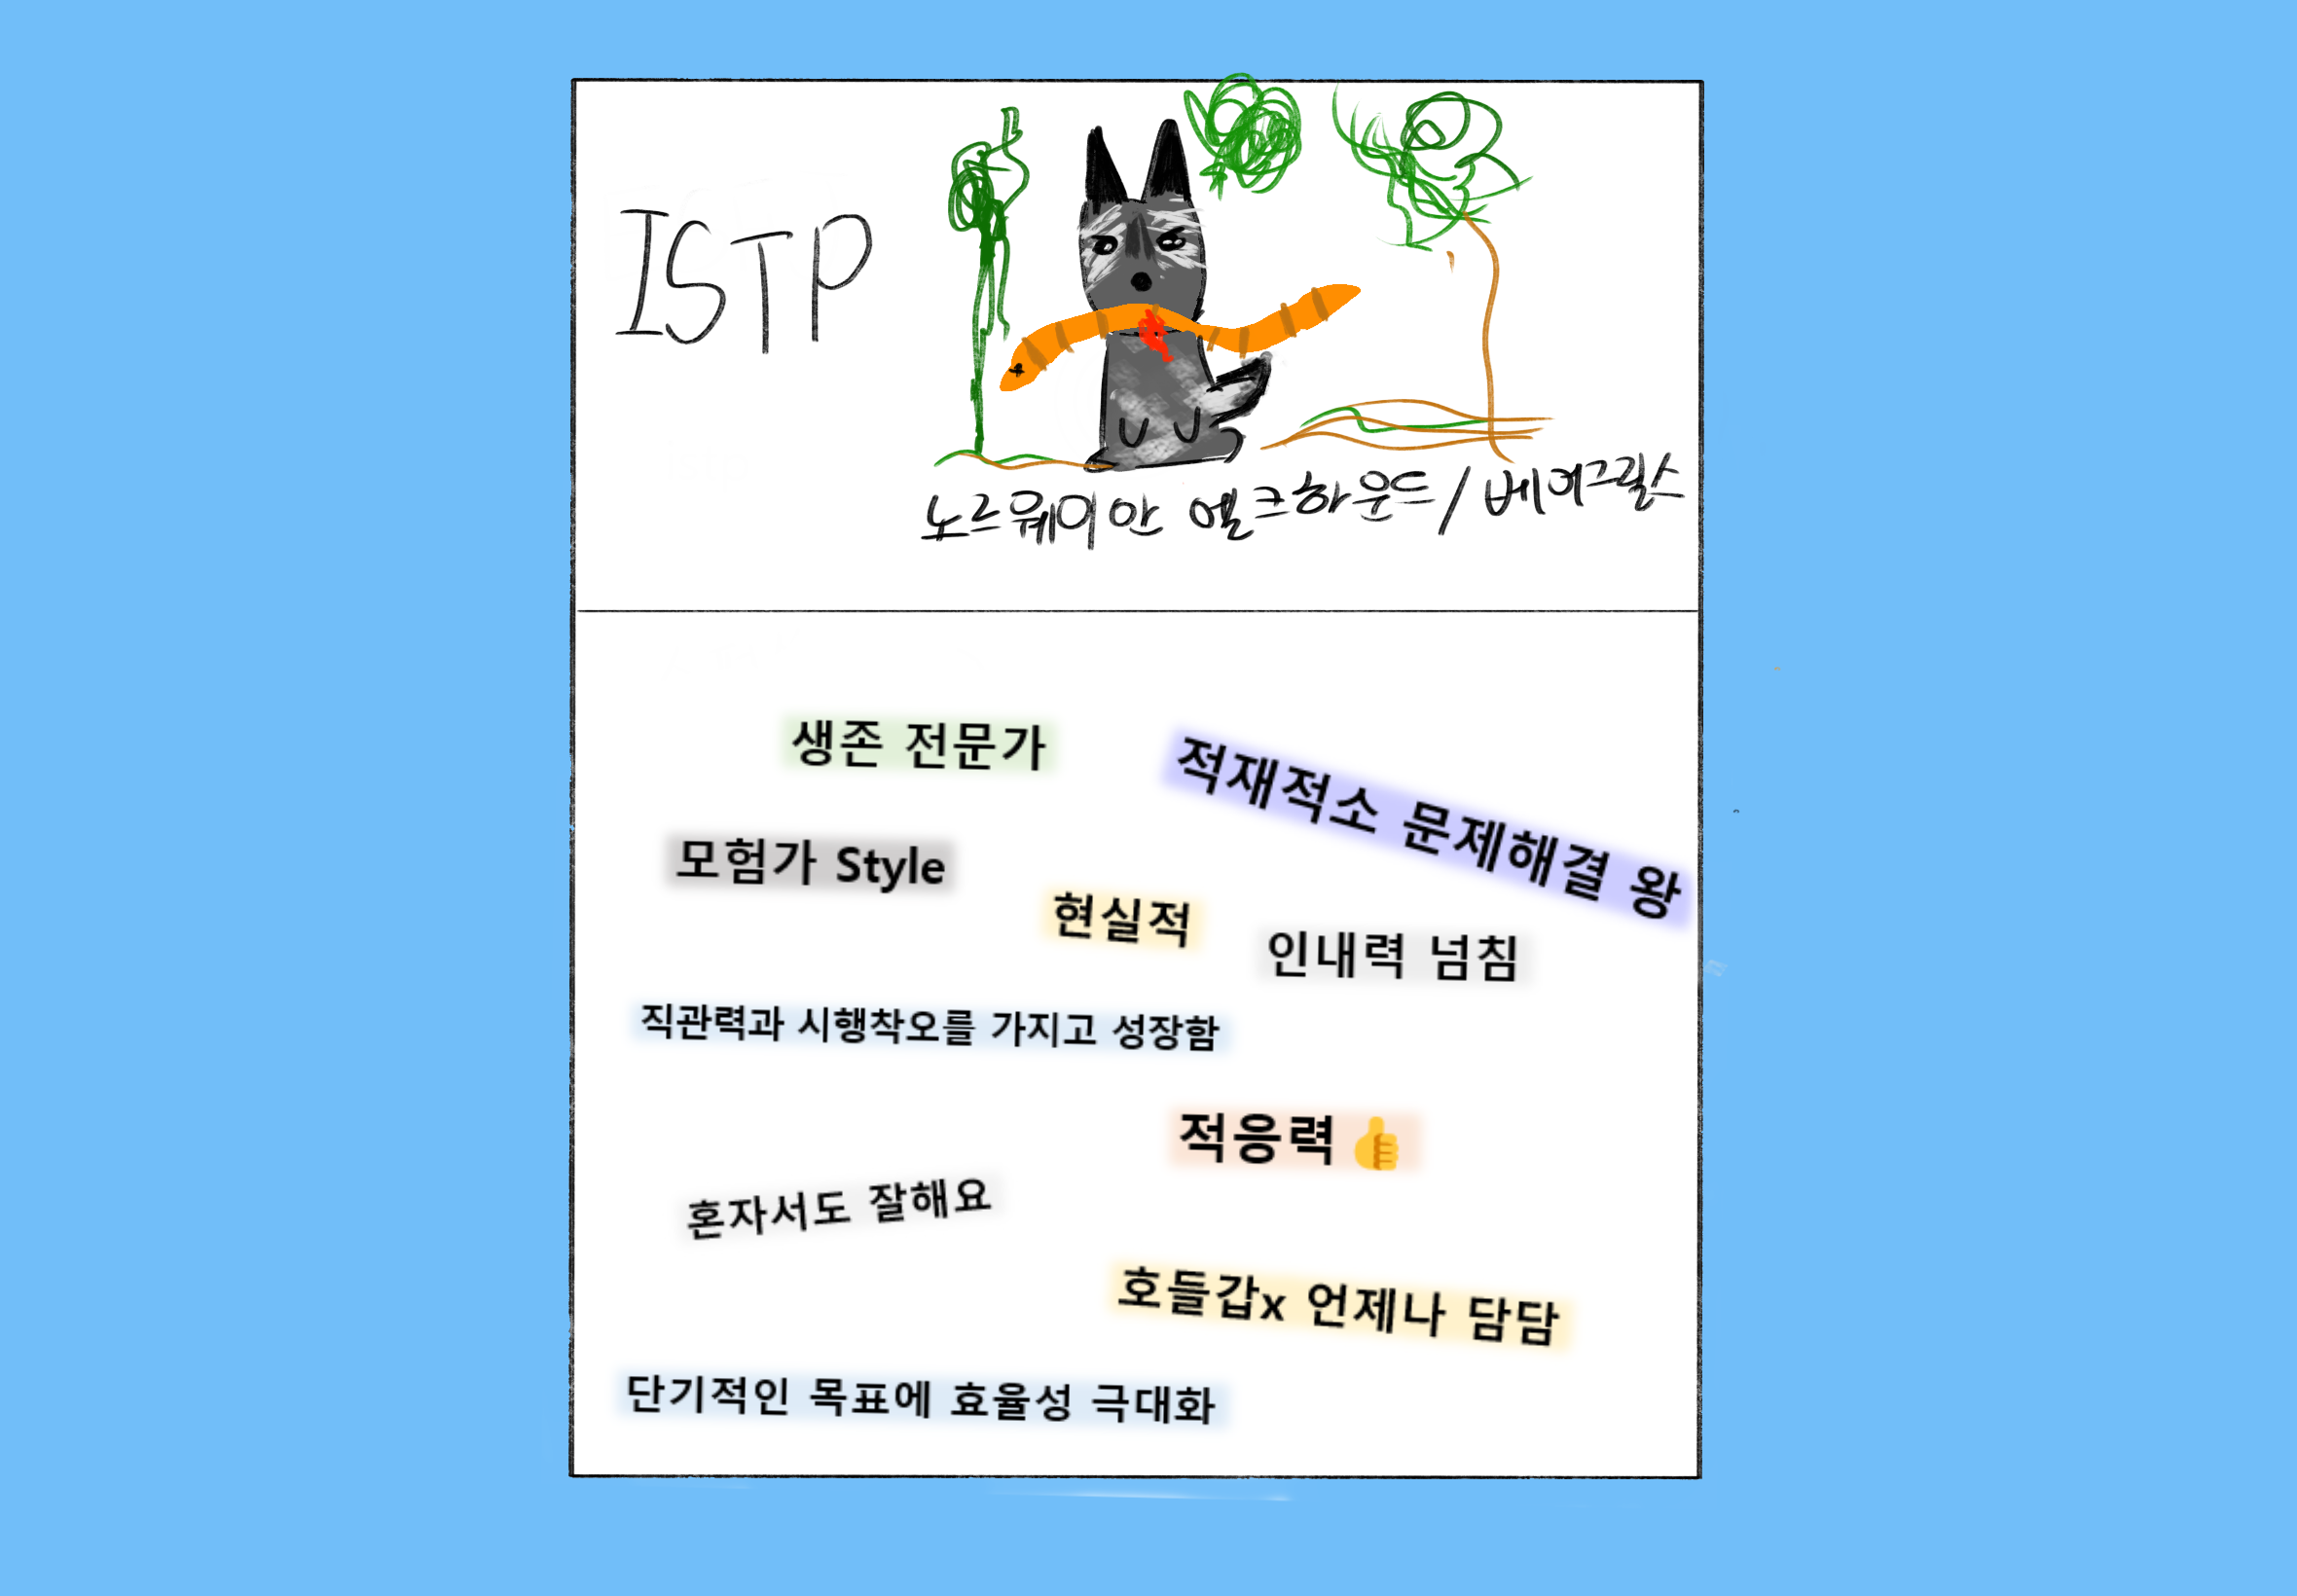 ISTP
노르웨이안 엘크하운드/베어그릴스
생존 전문가
적재적소 문제해결 왕
모험가 Style
현실적
인내력 넘침
직관력과 시행착오를 가지고 성장함
적응력👍
혼자서도 잘해요
호들갑x 언제나 담담
단기적인 목표에 효율성 극대화